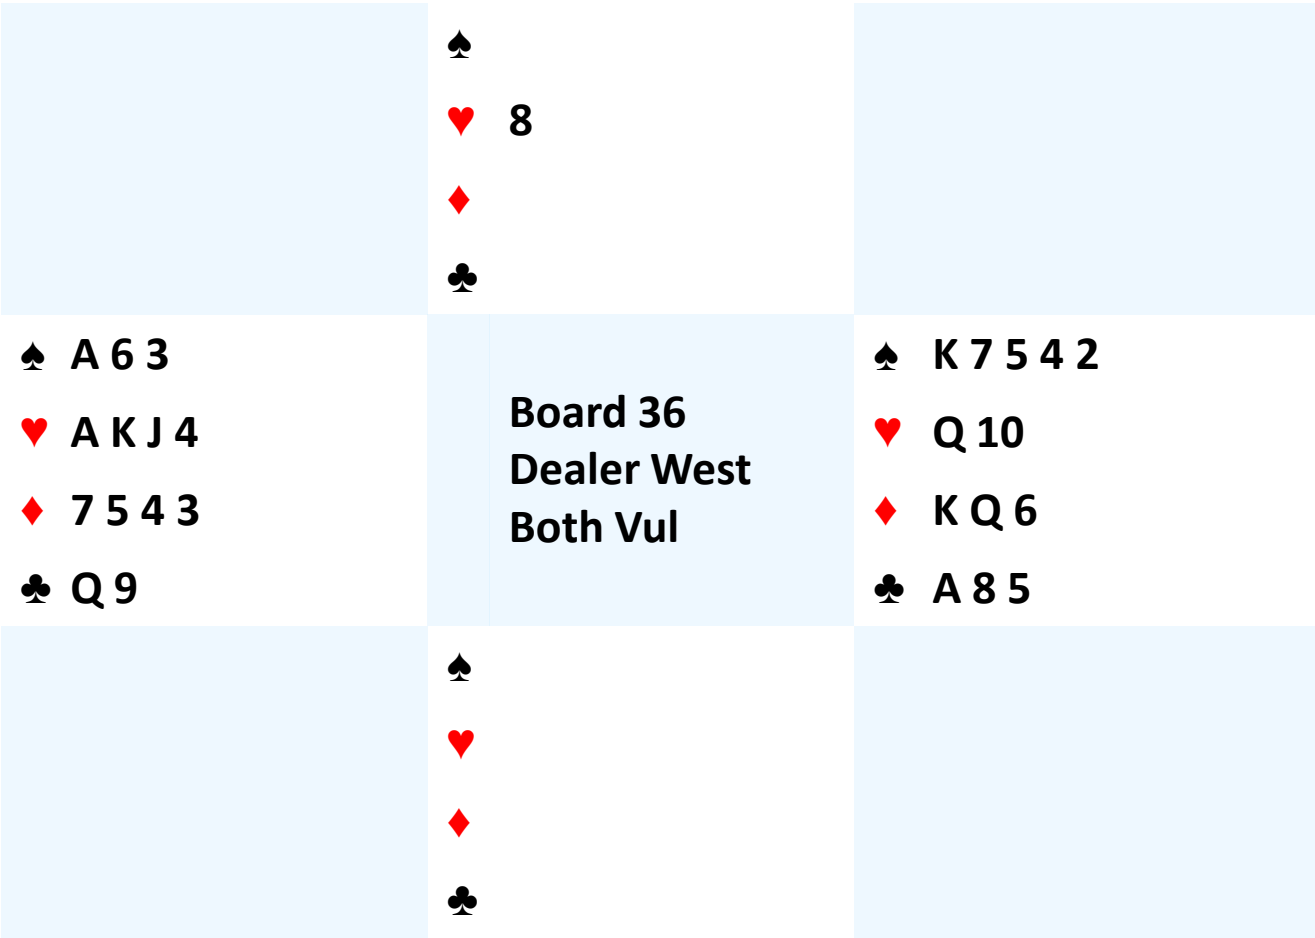 ♠
♥ 8
♦
♣
♠ A 6 3
♥ A K J 4
♦ 7 5 4 3
♣ Q 9
Board 36
Dealer West
Both Vul
♠ K 7 5 4 2
♥ Q 10
♦ K Q 6
♣ A 8 5
♠
♥
♦
♣